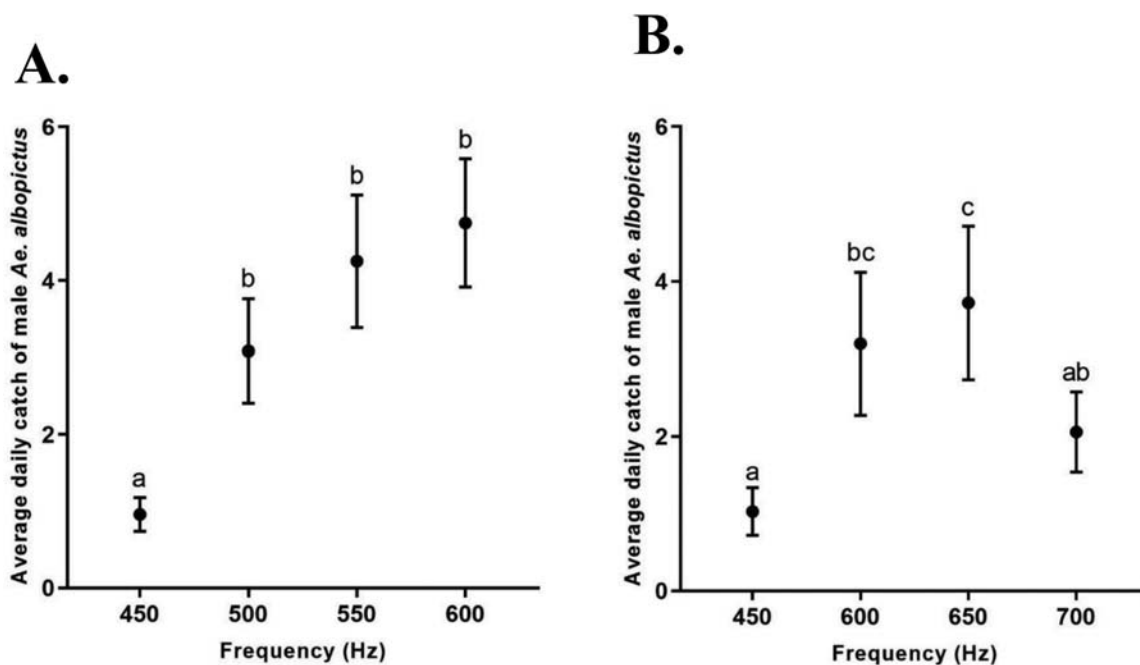 A.
Average daily catch of male Ae. albopictus
6
4
2
0
a
b
b
b
450 500 550 600
Frequency (Hz)
B.
Average daily catch of male Ae. albopictus
6
4
2
0
a
bc
c
ab
450 600 650 700
Frequency (Hz)